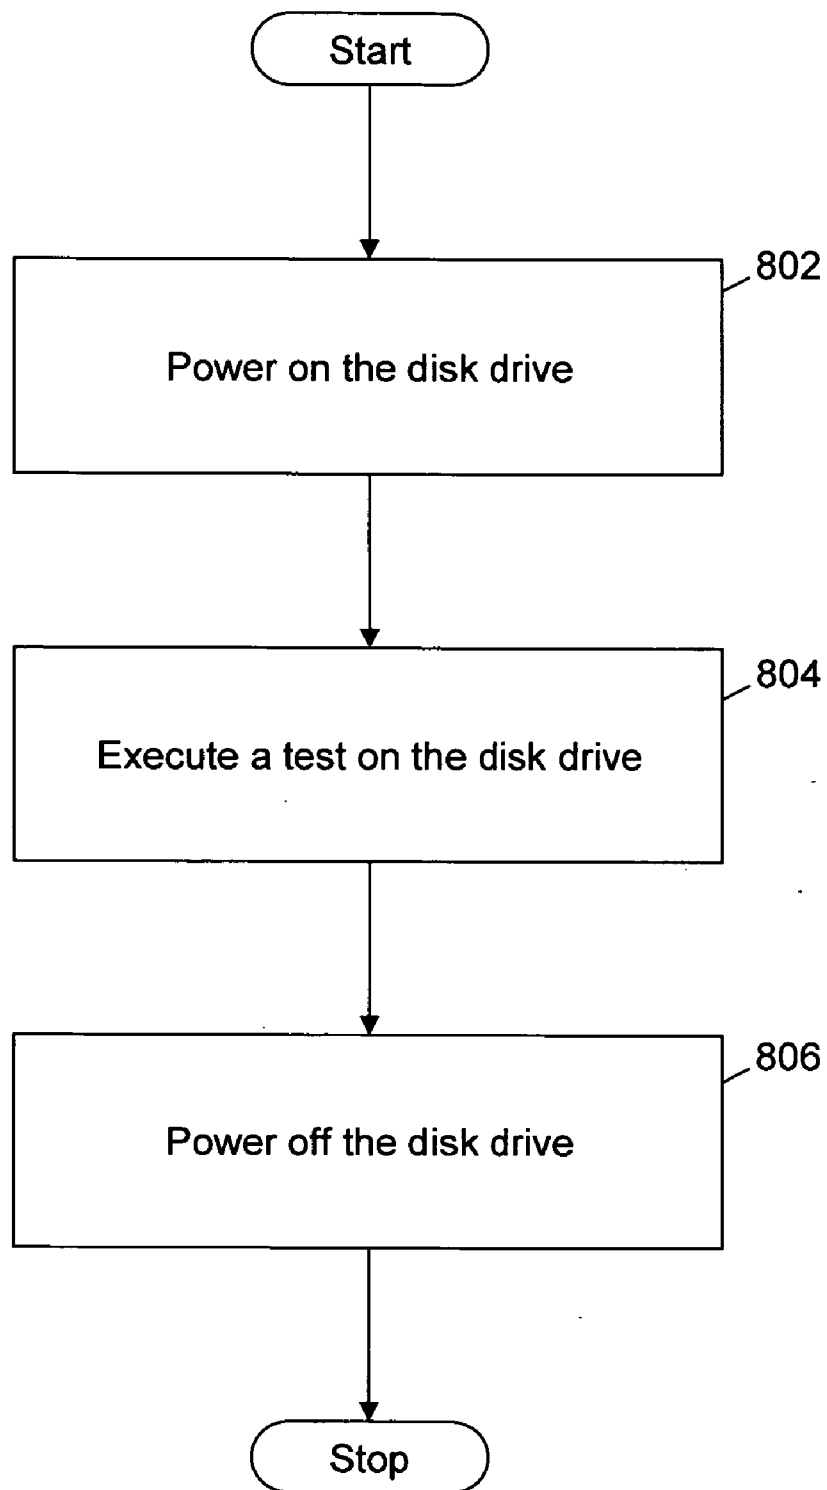 Start
802
Power on the disk drive
804
Execute a test on the disk drive
806
Power off the disk drive
Stop